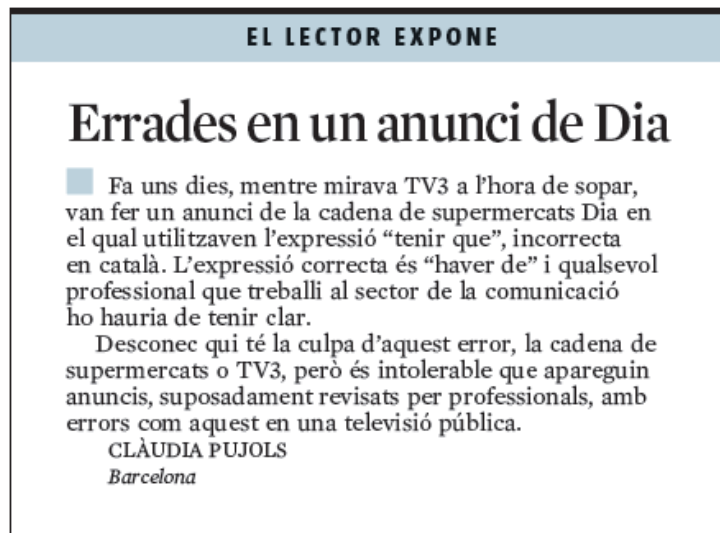 EL LECTOR EXPONE
Errades en un anunci de Dia
Fa uns dies, mentre mirava TV3 a l’hora de sopar,
van fer un anunci de la cadena de supermercats Dia en
el qual utilitzaven l’expressió “tenir que”, incorrecta
en català. L’expressió correcta és “haver de” i qualsevol
professional que treballi al sector de la comunicació
ho hauria de tenir clar.
Desconec qui té la culpa d’aquest error, la cadena de
supermercats o TV3, però és intolerable que apareguin
anuncis, suposadament revisats per professionals, amb
errors com aquest en una televisió pública.
CLÀUDIA PUJOLS
Barcelona